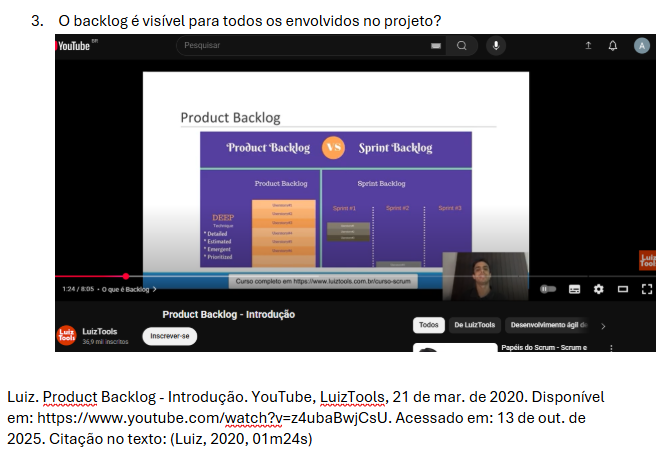 3. O backlog é visível para todos os envolvidos no projeto?
YouTube BR
Pesquisar
A
Product Backlog
Product Backlog VS Sprint Backlog
Product Backlog
Sprint Backlog
Sprint #1 Sprint #2 Sprint #3
DEEP
Technique
* Detailed
* Estimated
* Emergent
* Prioritized
Luiz
Tools
Curso completo em https://www.luiztools.com.br/curso-scrum
1:24 / 8:05 • O que é Backlog >
Product Backlog - Introdução
Luiz
Tools
LuizTools
36,9 mil inscritos
Inscrever-se
Todos
De LuizTools
Desenvolvimento ágil de
Papéis do Scrum - Scrum e
Luiz. Product Backlog - Introdução. YouTube, LuizTools, 21 de mar. de 2020. Disponível
em: https://www.youtube.com/watch?v=z4ubaBwjCsU. Acessado em: 13 de out. de
2025. Citação no texto: (Luiz, 2020, 01m24s)